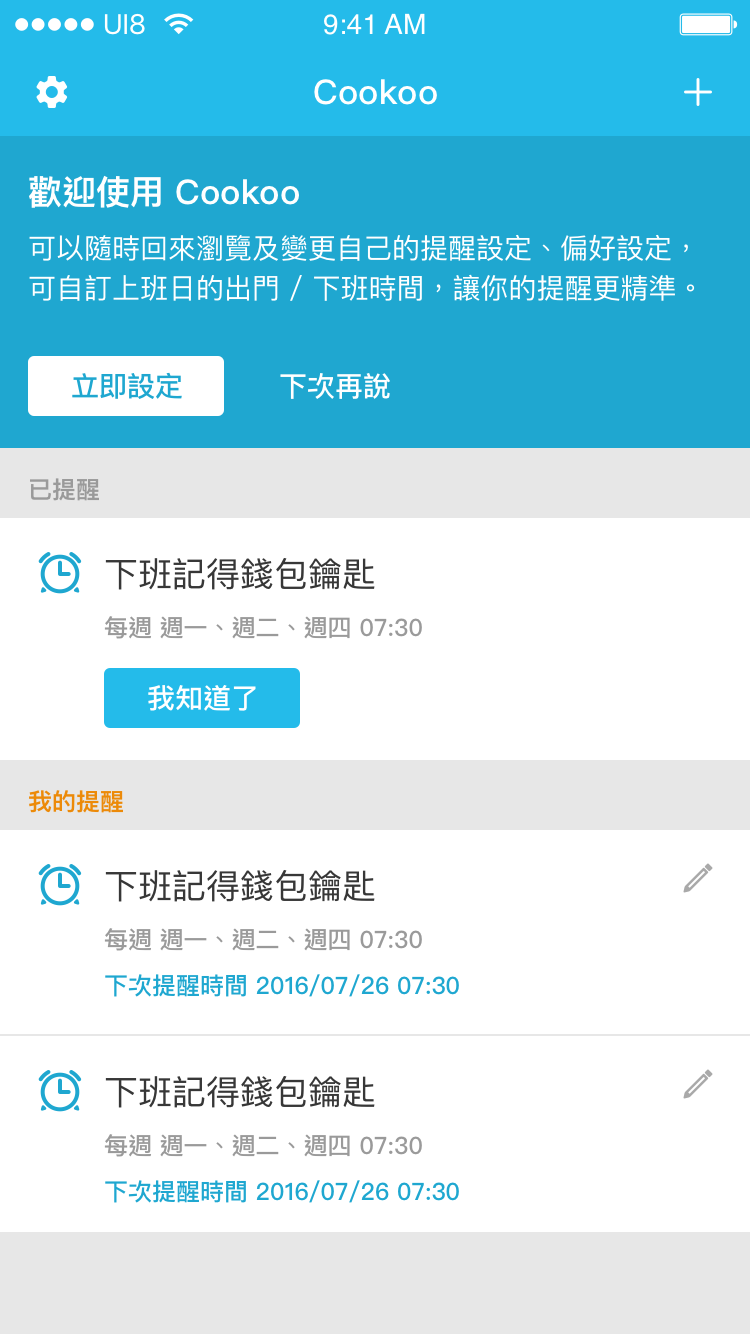 UI8 9:41 AM
Cookoo
歡迎使用 Cookoo
可以隨時回來瀏覽及變更自己的提醒設定、偏好設定，
可自訂上班日的出門 / 下班時間，讓你的提醒更精準。
立即設定 下次再說
已提醒
下班記得錢包鑰匙
每週 週一、週二、週四 07:30
我知道了
我的提醒
下班記得錢包鑰匙
每週 週一、週二、週四 07:30
下次提醒時間 2016/07/26 07:30
下班記得錢包鑰匙
每週 週一、週二、週四 07:30
下次提醒時間 2016/07/26 07:30